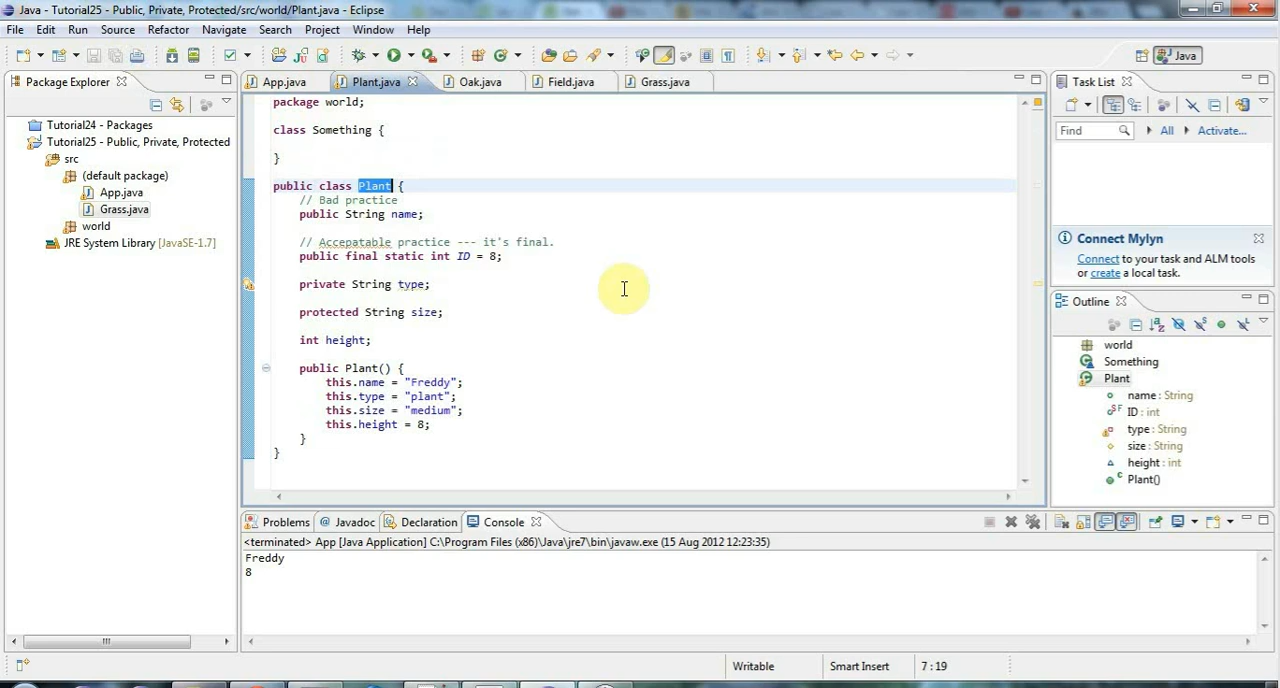 Java - Tutorial25 - Public, Private, Protected/src/world/Plant.java - Eclipse
File Edit Run Source Refactor Navigate Search Project Window Help
Java
Package Explorer
Tutorial24 - Packages
Tutorial25 - Public, Private, Protected
src
(default package)
App.java
Grass.java
world
JRE System Library [JavaSE-1.7]
App.java Plant.java Oak.java Field.java Grass.java
package world;
class Something {
}
public class Plant {
// Bad practice
public String name;
// Accepatable practice --- it's final.
public final static int ID = 8;
private String type;
protected String size;
int height;
public Plant() {
this.name = "Freddy";
this.type = "plant";
this.size = "medium";
this.height = 8;
}
}
Task List
Find All Activate...
Connect Mylyn
Connect to your task and ALM tools
or create a local task.
Outline
world
Something
Plant
name : String
ID : int
type : String
size : String
height : int
Plant()
Problems @ Javadoc Declaration Console
<terminated> App [Java Application] C:\Program Files (x86)\Java\jre7\bin\javaw.exe (15 Aug 2012 12:23:35)
Freddy
8
Writable Smart Insert 7 : 19